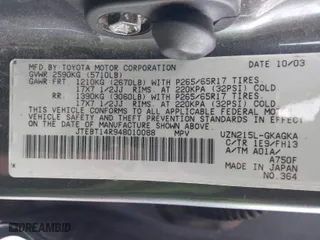 MFD.BY:TOYOTA MOTOR CORPORATION DATE 10/03
GVWR 2590KG (5710LB)
GAWR FRT 1210KG (2670LB) WITH P265/65R17 TIRES,
17X7 1/2JJ RIMS, AT 220KPA (32PSI) COLD
RR 1390KG (3060LB) WITH P265/65R17 TIRES,
17X7 1/2JJ RIMS, AT 220KPA (32PSI) COLD
THIS VEHICLE CONFORMS TO ALL APPLICABLE FEDERAL MOTOR
VEHICLE SAFETY AND THEFT PREVENTION STANDARDS IN
EFFECT ON THE DATE OF MANUFACTURE SHOWN ABOVE.
JTEBT14R948010088 MPV UZN215L-GKAGKA
C/TR 1E9/FH13
A/TM A01A/
A750F
MADE IN JAPAN
NO.364